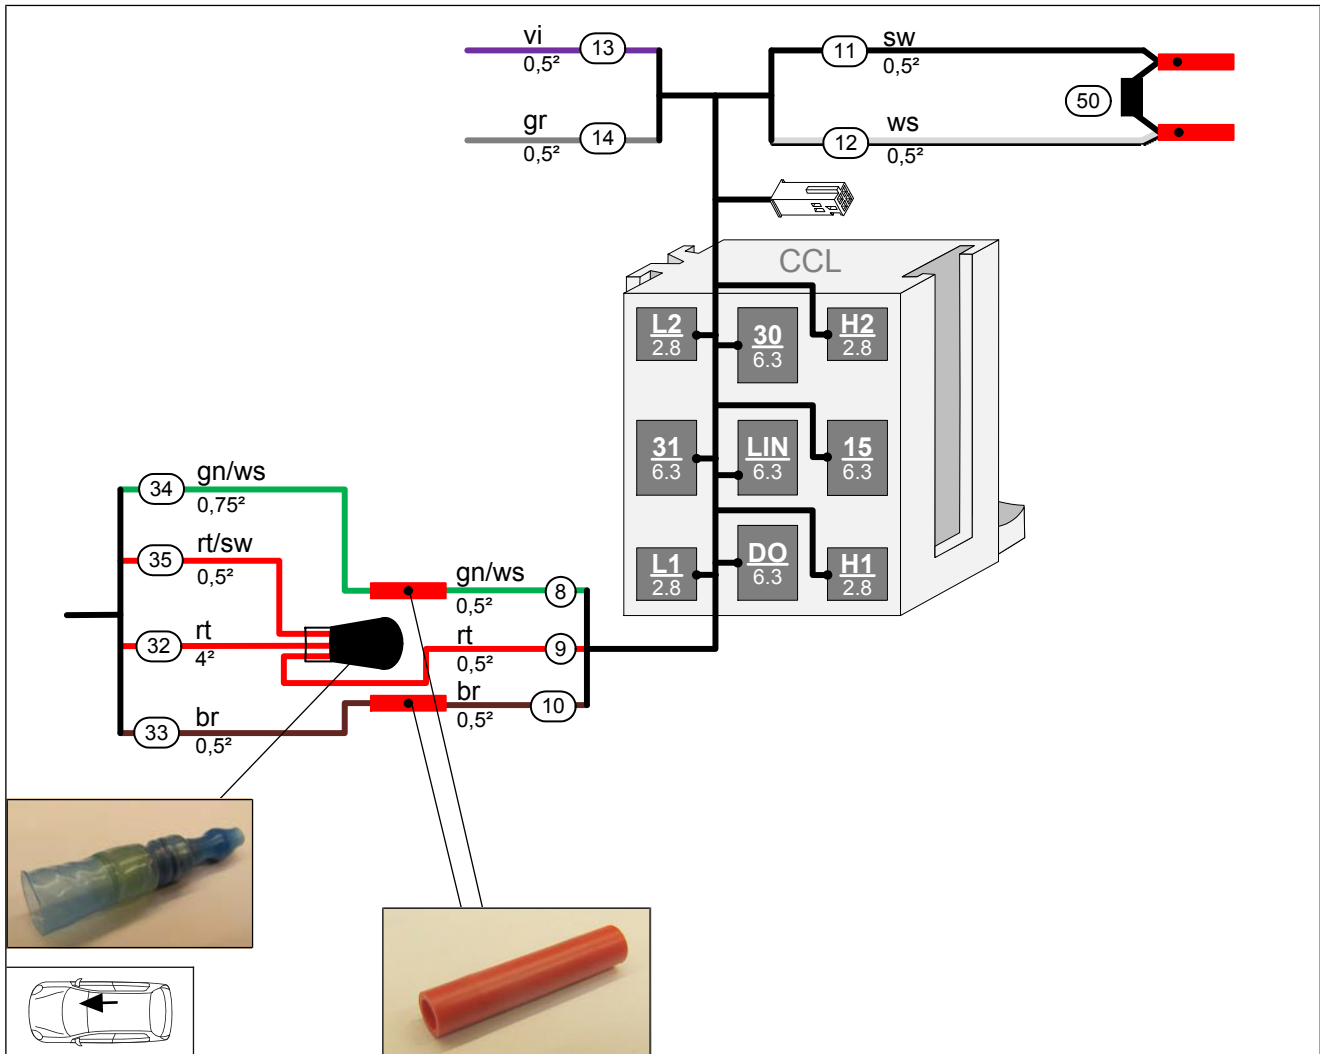 vi
13
0,5²
gr
14
0,5²
11
sw
0,5²
50
12
ws
0,5²
CCL
L2
2.8
30
6.3
H2
2.8
31
6.3
LIN
6.3
15
6.3
L1
2.8
DO
6.3
H1
2.8
34
gn/ws
0,75²
35
rt/sw
0,5²
32
rt
4²
33
br
0,5²
gn/ws
0,5²
8
rt
0,5²
9
br
0,5²
10